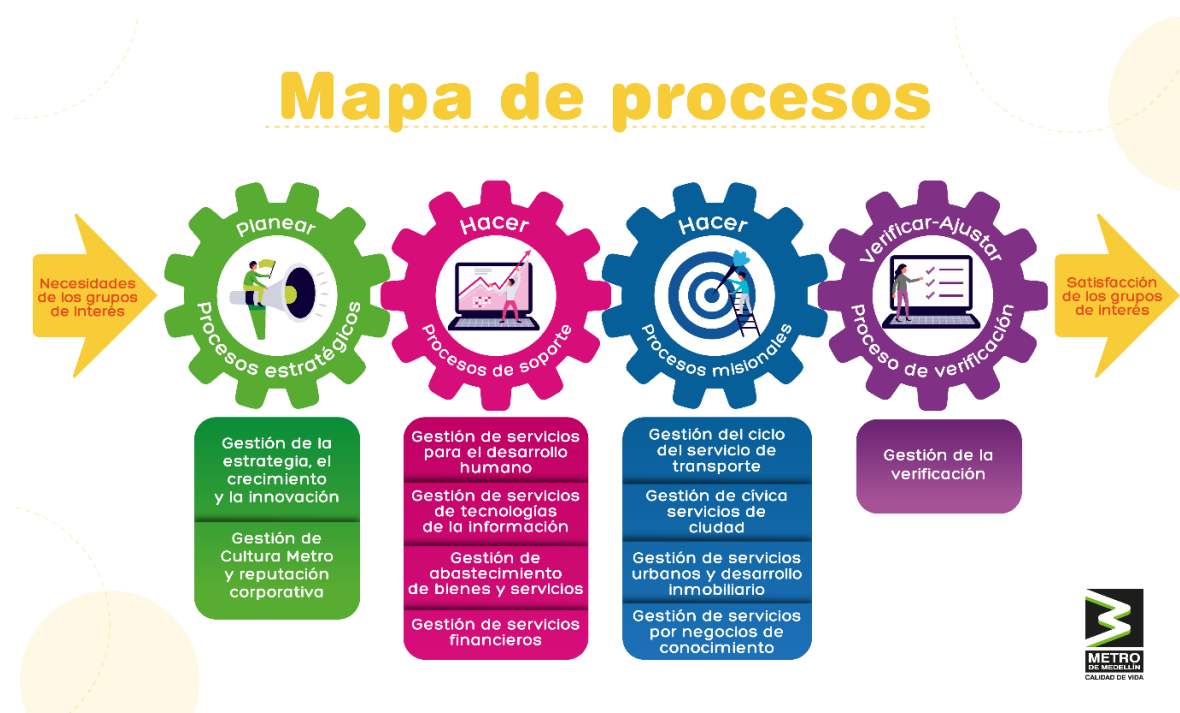 Mapa de procesos
Necesidades
de los grupos
de interés
Planear
Procesos estratégicos
Gestión de la
estrategia, el
crecimiento
y la innovación
Gestión de
Cultura Metro
y reputación
corporativa
Hacer
Procesos de soporte
Gestión de servicios
para el desarrollo
humano
Gestión de servicios
de tecnologías
de la información
Gestión de
abastecimiento
de bienes y servicios
Gestión de servicios
financieros
Hacer
Procesos misionales
Gestión del ciclo
del servicio de
transporte
Gestión de cívica
servicios de
ciudad
Gestión de servicios
urbanos y desarrollo
inmobiliario
Gestión de servicios
por negocios de
conocimiento
Verificar-Ajustar
Proceso de verificación
Gestión de la
verificación
Satisfacción
de los grupos
de interés
METRO
DE MEDELLÍN
CALIDAD DE VIDA